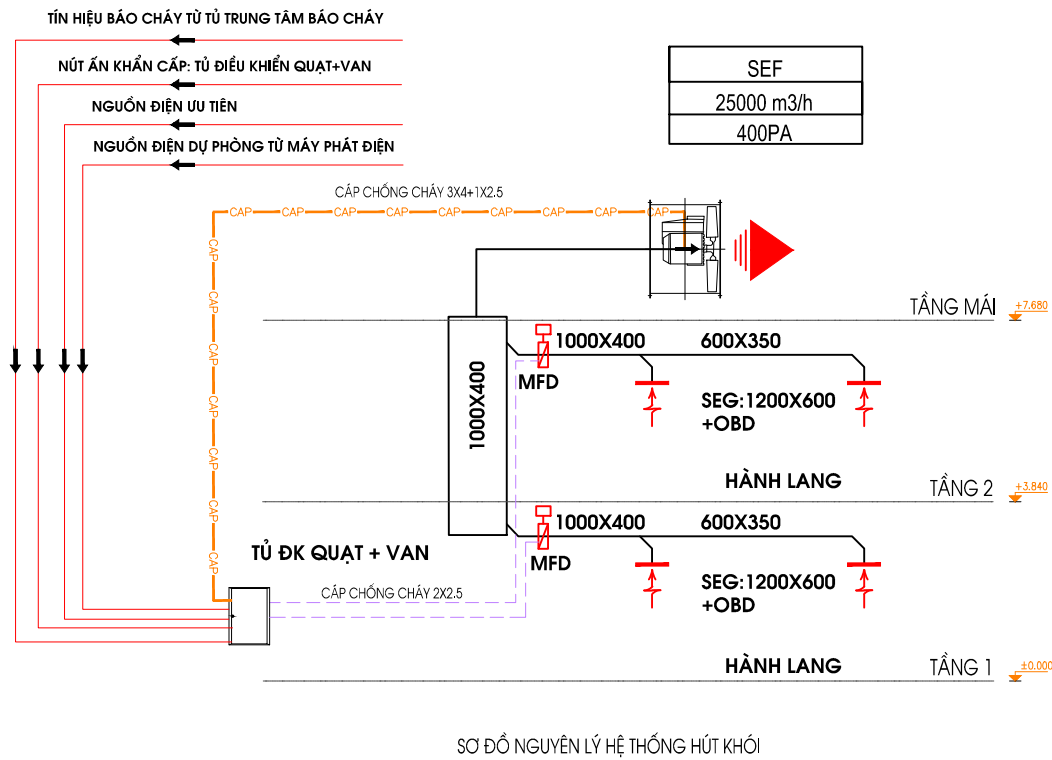 TÍN HIỆU BÁO CHÁY TỪ TỦ TRUNG TÂM BÁO CHÁY
NÚT ẤN KHẨN CẤP: TỦ ĐIỀU KHIỂN QUẠT+VAN
NGUỒN ĐIỆN ƯU TIÊN
NGUỒN ĐIỆN DỰ PHÒNG TỪ MÁY PHÁT ĐIỆN
SEF
25000 m3/h
400PA
CÁP CHỐNG CHÁY 3X4+1X2.5
CAP CAP CAP CAP CAP CAP CAP CAP CAP
CAP
CAP
CAP
CAP
CAP
CAP
CAP
TẦNG MÁI +7.680
1000X400
1000X400 600X350
MFD
SEG:1200X600
+OBD
HÀNH LANG
TẦNG 2 +3.840
1000X400 600X350
MFD
SEG:1200X600
+OBD
TỦ ĐK QUẠT + VAN
CÁP CHỐNG CHÁY 2X2.5
HÀNH LANG
TẦNG 1 ±0.000
SƠ ĐỒ NGUYÊN LÝ HỆ THỐNG HÚT KHÓI